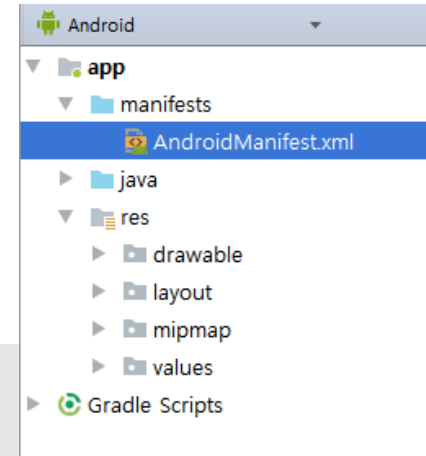 Android
app
manifests
AndroidManifest.xml
java
res
drawable
layout
mipmap
values
Gradle Scripts